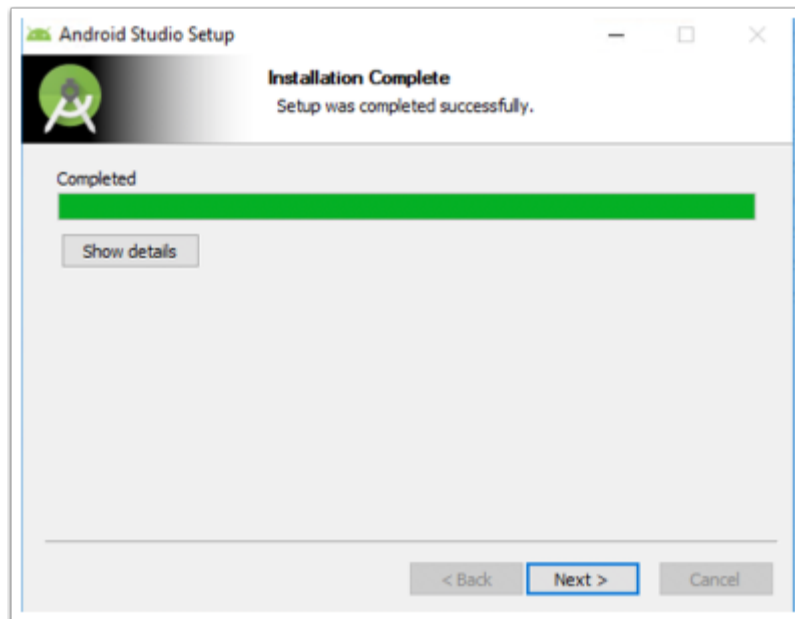 Android Studio Setup
Installation Complete
Setup was completed successfully.
Completed
Show details
< Back
Next >
Cancel